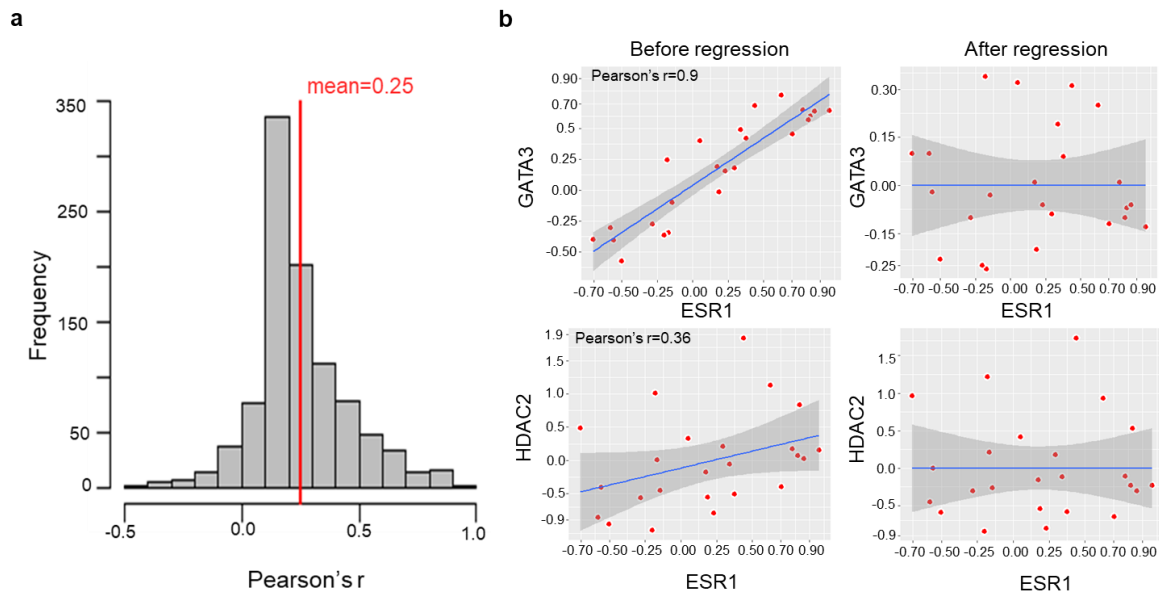 a
mean=0.25
350
250
150
50
0
Frequency
-0.5
0.0
0.5
1.0
Pearson's r
b
Before regression
After regression
Pearson's r=0.9
0.90
0.70
0.5
0.25
0.00
-0.25
-0.50
GATA3
-0.70 -0.50 -0.25 0.00 0.25 0.50 0.70 0.90
ESR1
0.30
0.15
0.00
-0.15
-0.25
GATA3
-0.70 -0.50 -0.25 0.00 0.25 0.50 0.70 0.90
ESR1
Pearson's r=0.36
1.9
1.5
1.0
0.5
0.0
-0.5
-0.9
HDAC2
-0.70 -0.50 -0.25 0.00 0.25 0.50 0.70 0.90
ESR1
1.5
1.0
0.5
0.0
-0.5
-0.9
HDAC2
-0.70 -0.50 -0.25 0.00 0.25 0.50 0.70 0.90
ESR1